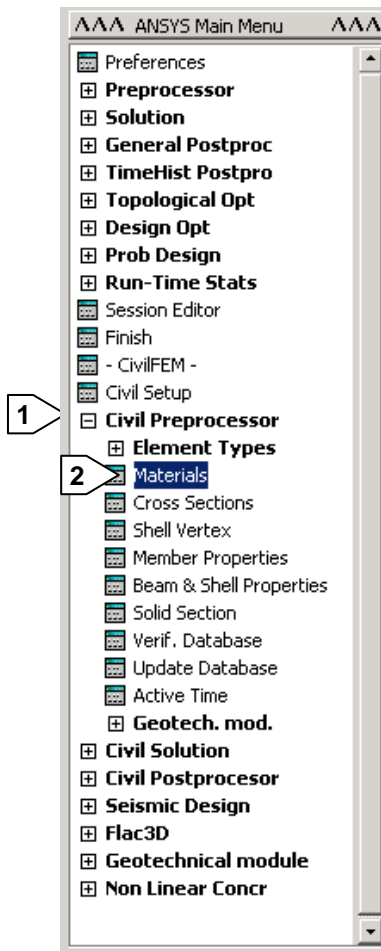 ANSYS Main Menu
Preferences
Preprocessor
Solution
General Postproc
TimeHist Postpro
Topological Opt
Design Opt
Prob Design
Run-Time Stats
Session Editor
Finish
- CivilFEM -
Civil Setup
1
Civil Preprocessor
Element Types
2
Materials
Cross Sections
Shell Vertex
Member Properties
Beam & Shell Properties
Solid Section
Verif. Database
Update Database
Active Time
Geotech. mod.
Civil Solution
Civil Postprocesor
Seismic Design
Flac3D
Geotechnical module
Non Linear Concr